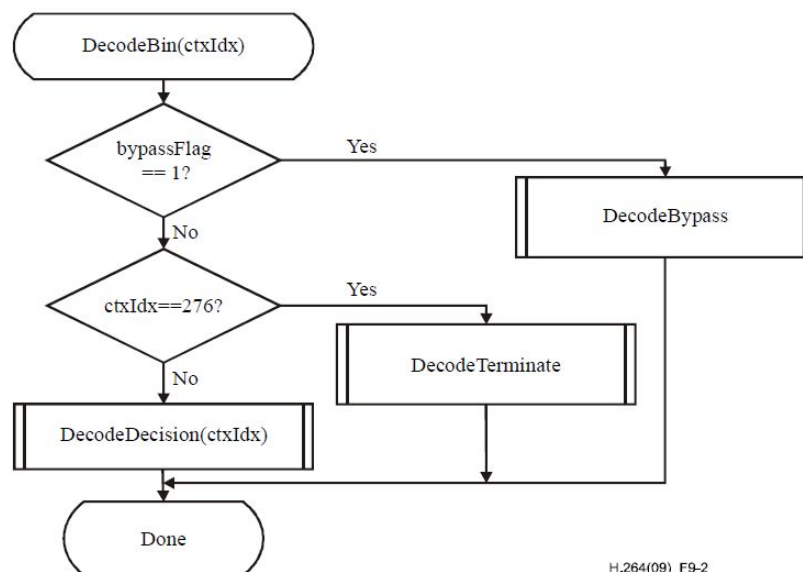 DecodeBin(ctxIdx)
bypassFlag
== 1?
Yes
DecodeBypass
No
ctxIdx==276?
Yes
DecodeTerminate
No
DecodeDecision(ctxIdx)
Done
H.264(09)_F9-2